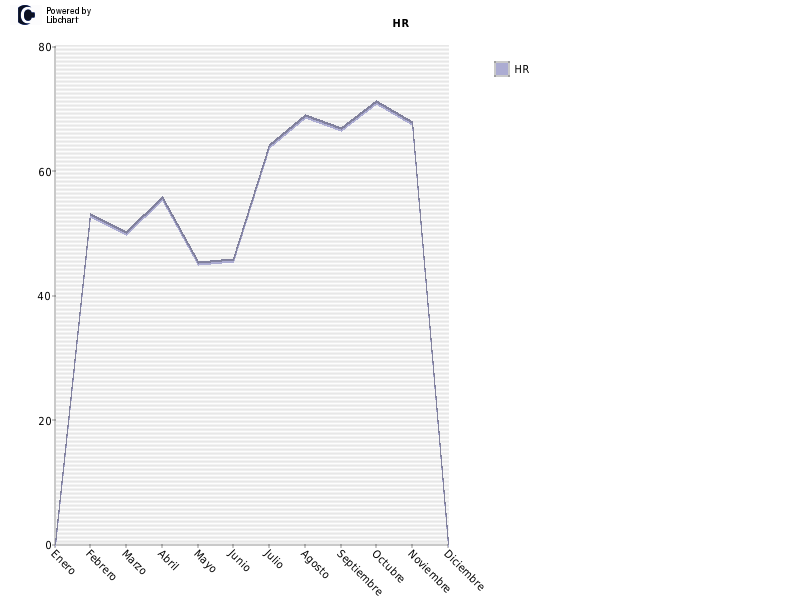 Powered by
Libchart
HR
80
60
40
20
0
HR
Enero
Febrero
Marzo
Abril
Mayo
Junio
Julio
Agosto
Septiembre
Octubre
Noviembre
Diciembre